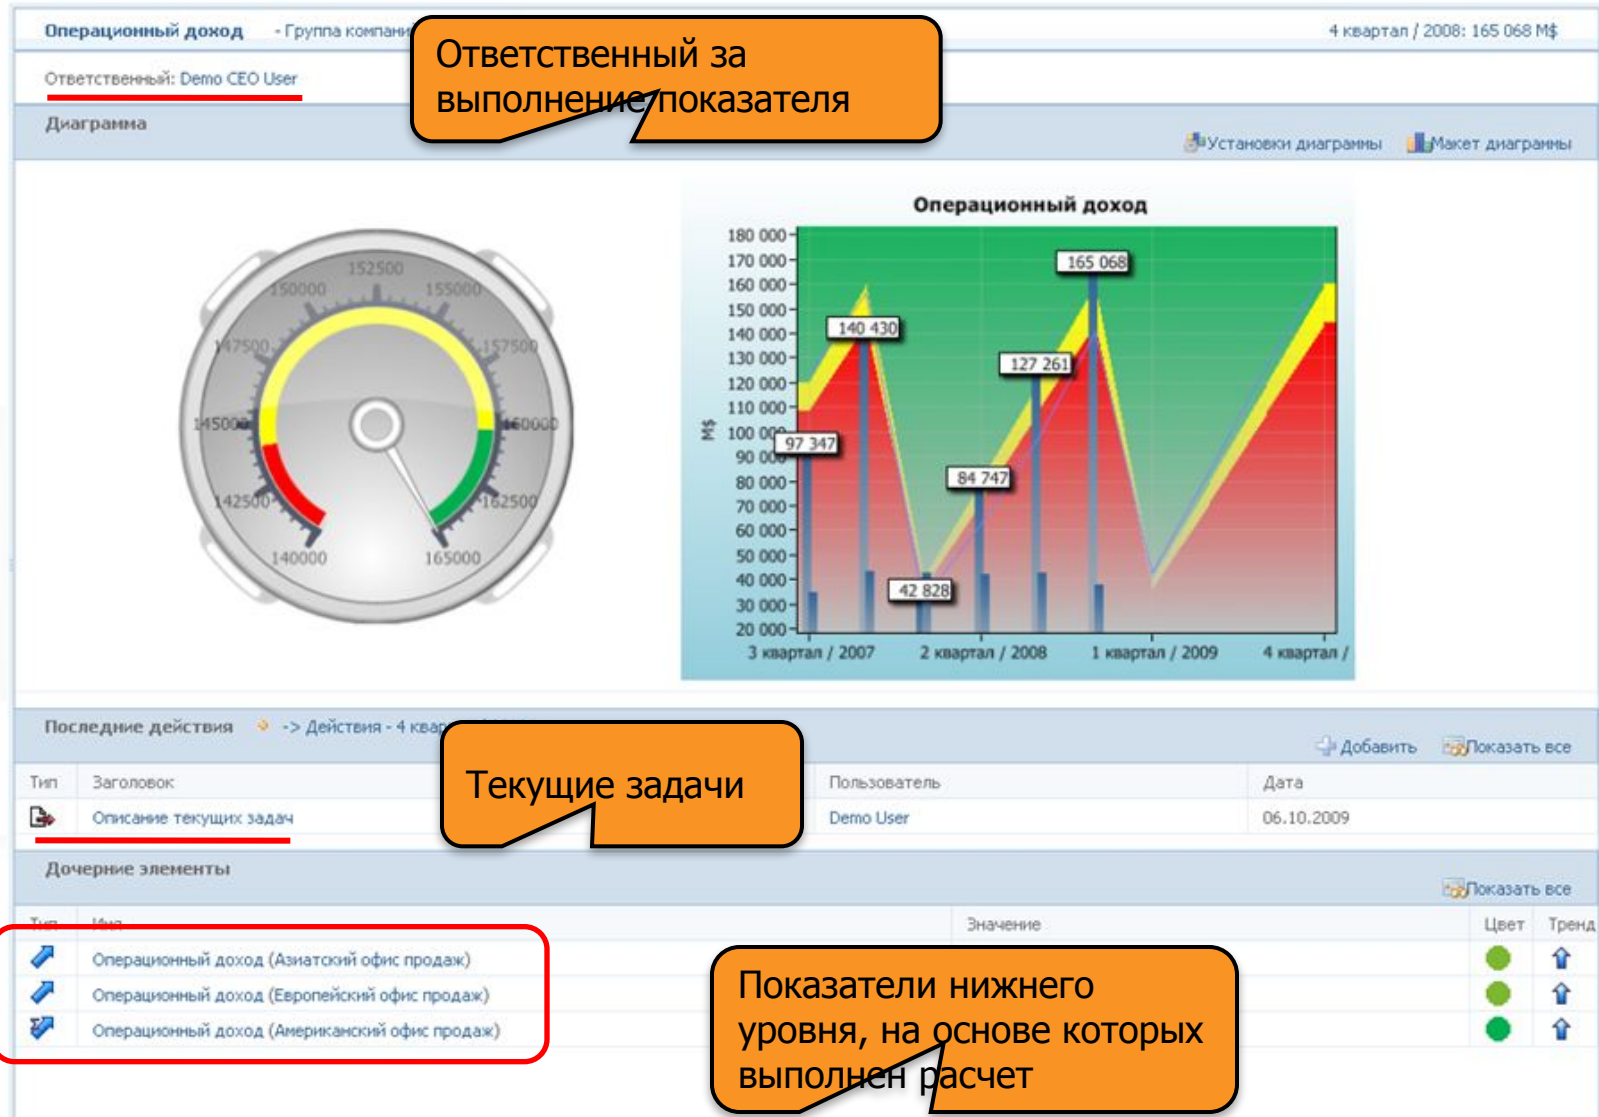 Операционный доход - Группа компани
4 квартал / 2008: 165 068 М$
Ответственный за
выполнение показателя
Ответственный: Demo CEO User
Диаграмма
Установки диаграммы Макет диаграммы
152500
150000 155000
147500 157500
145000 160000
142500 162500
140000 165000
Операционный доход
180 000
170 000
160 000
150 000
140 000
130 000
120 000
110 000
100 000
90 000
80 000
70 000
60 000
50 000
40 000
30 000
20 000
М$
97 347
140 430
42 828
84 747
127 261
165 068
3 квартал / 2007 2 квартал / 2008 1 квартал / 2009 4 квартал /
Последние действия -> Действия - 4 квар
Добавить Показать все
Текущие задачи
Тип Заголовок Пользователь Дата
Описание текущих задач Demo User 06.10.2009
Дочерние элементы
Показать все
Тип Имя Значение Цвет Тренд
Операционный доход (Азиатский офис продаж)
Операционный доход (Европейский офис продаж)
Операционный доход (Американский офис продаж)
Показатели нижнего
уровня, на основе которых
выполнен расчет